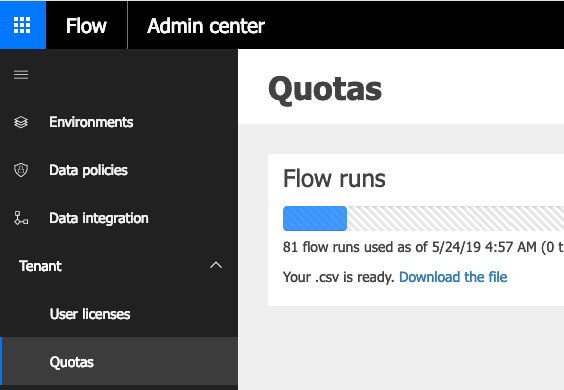 Flow
Admin center
Quotas
Environments
Data policies
Data integration
Tenant
User licenses
Quotas
Flow runs
81 flow runs used as of 5/24/19 4:57 AM (0 t
Your .csv is ready. Download the file